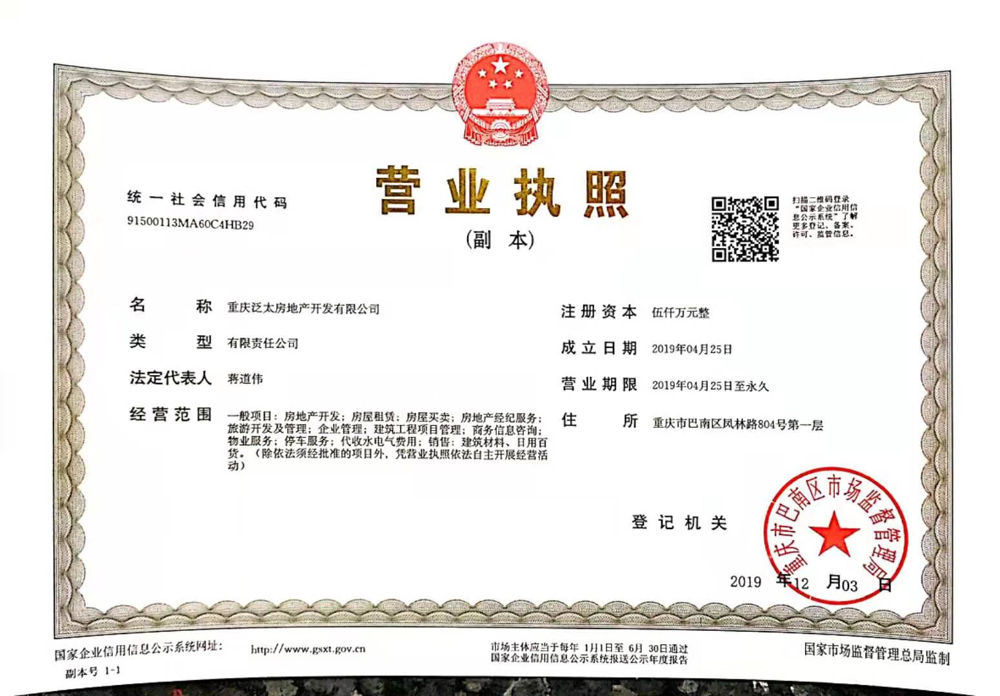 营业执照
(副 本)
统一社会信用代码
91500113MA60C4HB29
扫描二维码登录
“国家企业信用信
息公示系统”了解
更多登记、备案、
许可、监管信息。
名 称 重庆泛太房地产开发有限公司
类 型 有限责任公司
法定代表人 蒋道伟
经营范围 一般项目：房地产开发；房屋租赁；房屋买卖；房地产经纪服务；
旅游开发及管理；企业管理；建筑工程项目管理；商务信息咨询；
物业服务；停车服务；代收水电气费用；销售：建筑材料、日用百
货。（除依法须经批准的项目外，凭营业执照依法自主开展经营活
动）
注册资本 伍仟万元整
成立日期 2019年04月25日
营业期限 2019年04月25日至永久
住 所 重庆市巴南区凤林路804号第一层
登记机关
重庆市巴南区市场监督管理局
2019 年12 月03 日
国家企业信用信息公示系统网址： http://www.gsxt.gov.cn
副本号 1-1
市场主体应当于每年 1月1日至 6月 30日通过
国家企业信用信息公示系统报送公示年度报告
国家市场监督管理总局监制